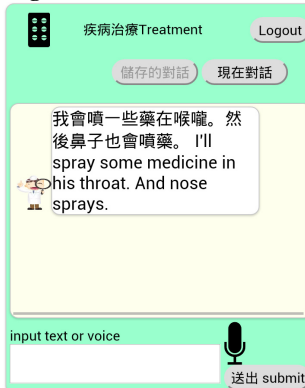 疾病治療Treatment
Logout
儲存的對話
現在對話
我會噴一些藥在喉嚨。然
後鼻子也會噴藥。 I'll
spray some medicine in
his throat. And nose
sprays.
input text or voice
送出 submit